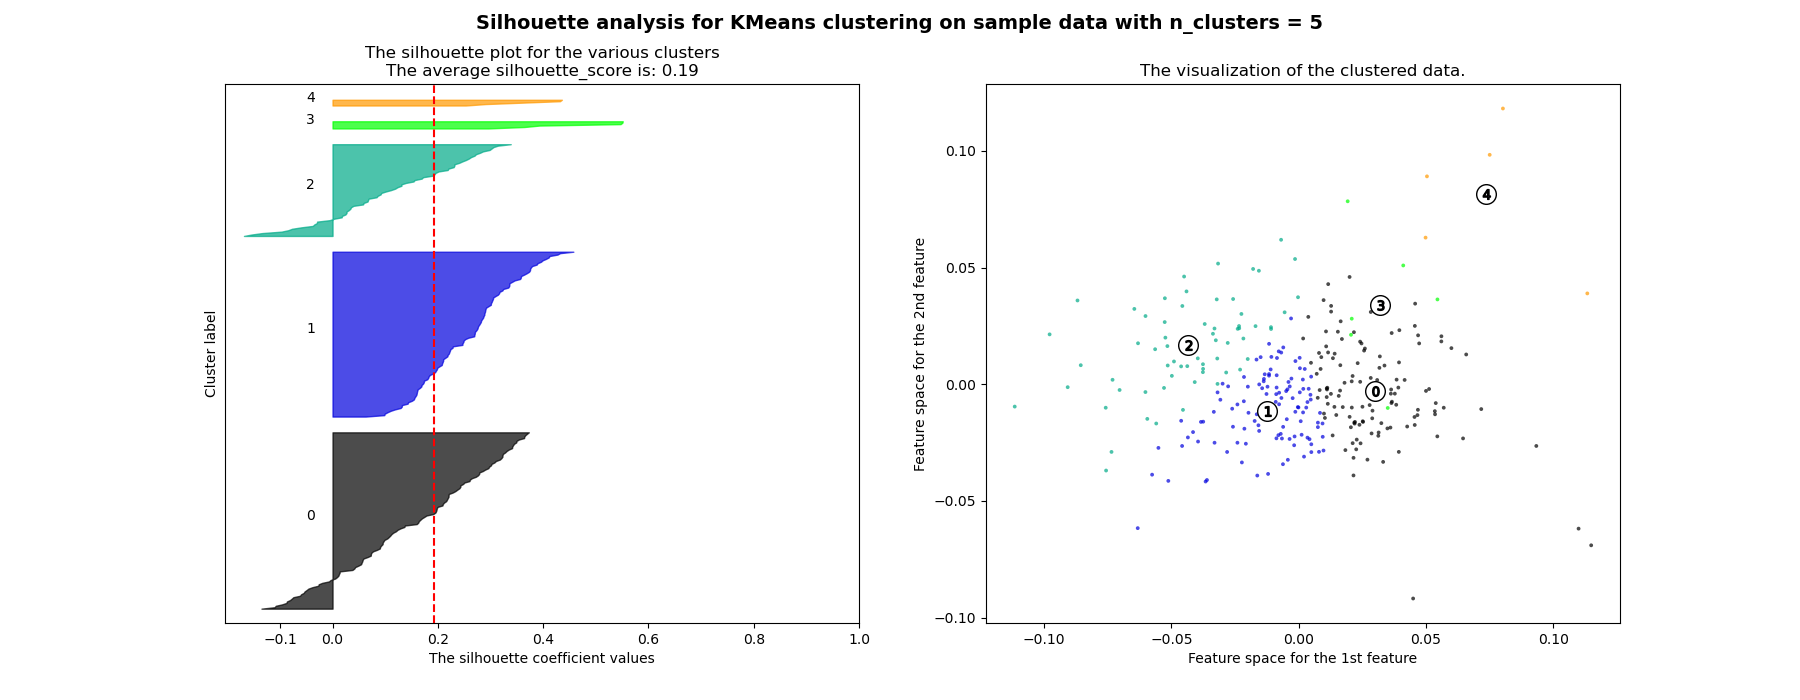 Silhouette analysis for KMeans clustering on sample data with n_clusters = 5
The silhouette plot for the various clusters
The average silhouette_score is: 0.19
4
3
2
1
0
Cluster label
−0.1 0.0 0.2 0.4 0.6 0.8 1.0
The silhouette coefficient values
The visualization of the clustered data.
0.10
0.05
0.00
−0.05
−0.10
Feature space for the 2nd feature
4
3
2
0
1
−0.10 −0.05 0.00 0.05 0.10
Feature space for the 1st feature